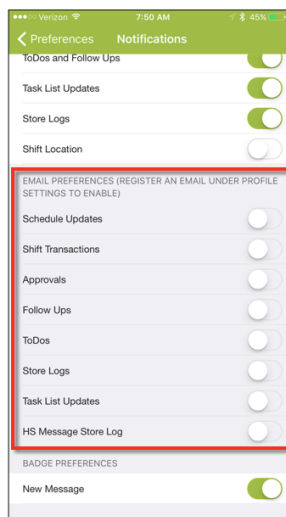 Verizon 7:50 AM 45%
Preferences Notifications
ToDos and Follow Ups
Task List Updates
Store Logs
Shift Location
EMAIL PREFERENCES (REGISTER AN EMAIL UNDER PROFILE
SETTINGS TO ENABLE)
Schedule Updates
Shift Transactions
Approvals
Follow Ups
ToDos
Store Logs
Task List Updates
HS Message Store Log
BADGE PREFERENCES
New Message